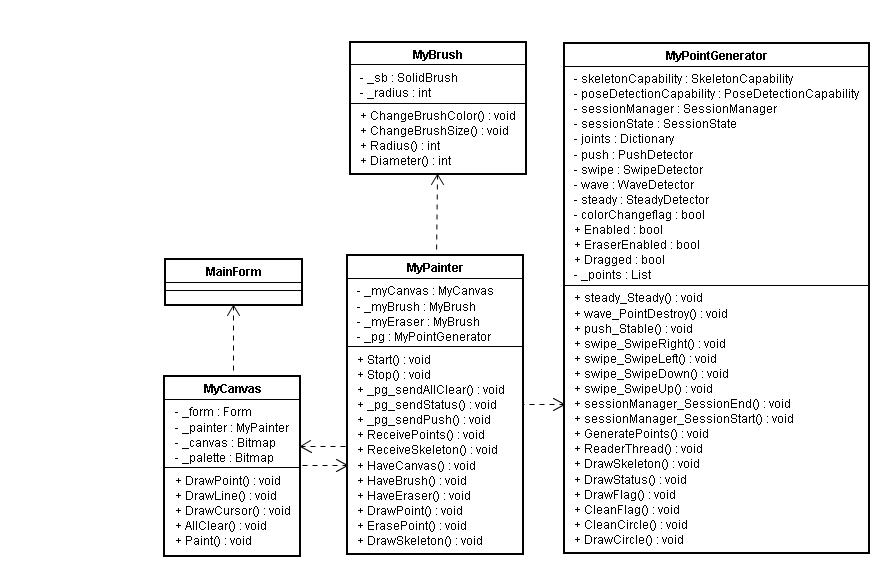 MyBrush
- _sb : SolidBrush
- _radius : int
+ ChangeBrushColor() : void
+ ChangeBrushSize() : void
+ Radius() : int
+ Diameter() : int
MyPointGenerator
- skeletonCapability : SkeletonCapability
- poseDetectionCapability : PoseDetectionCapability
- sessionManager : SessionManager
- sessionState : SessionState
- joints : Dictionary
- push : PushDetector
- swipe : SwipeDetector
- wave : WaveDetector
- steady : SteadyDetector
- colorChangeflag : bool
+ Enabled : bool
+ EraserEnabled : bool
+ Dragged : bool
- _points : List
+ steady_Steady() : void
+ wave_PointDestroy() : void
+ push_Stable() : void
+ swipe_SwipeRight() : void
+ swipe_SwipeLeft() : void
+ swipe_SwipeDown() : void
+ swipe_SwipeUp() : void
+ sessionManager_SessionEnd() : void
+ sessionManager_SessionStart() : void
+ GeneratePoints() : void
+ ReaderThread() : void
+ DrawSkeleton() : void
+ DrawStatus() : void
+ DrawFlag() : void
+ CleanFlag() : void
+ CleanCircle() : void
+ DrawCircle() : void
MainForm
MyPainter
- _myCanvas : MyCanvas
- _myBrush : MyBrush
- _myEraser : MyBrush
- _pg : MyPointGenerator
+ Start() : void
+ Stop() : void
+ _pg_sendAllClear() : void
+ _pg_sendStatus() : void
+ _pg_sendPush() : void
+ ReceivePoints() : void
+ ReceiveSkeleton() : void
+ HaveCanvas() : void
+ HaveBrush() : void
+ HaveEraser() : void
+ DrawPoint() : void
+ ErasePoint() : void
+ DrawSkeleton() : void
MyCanvas
- _form : Form
- _painter : MyPainter
- _canvas : Bitmap
- _palette : Bitmap
+ DrawPoint() : void
+ DrawLine() : void
+ DrawCursor() : void
+ AllClear() : void
+ Paint() : void